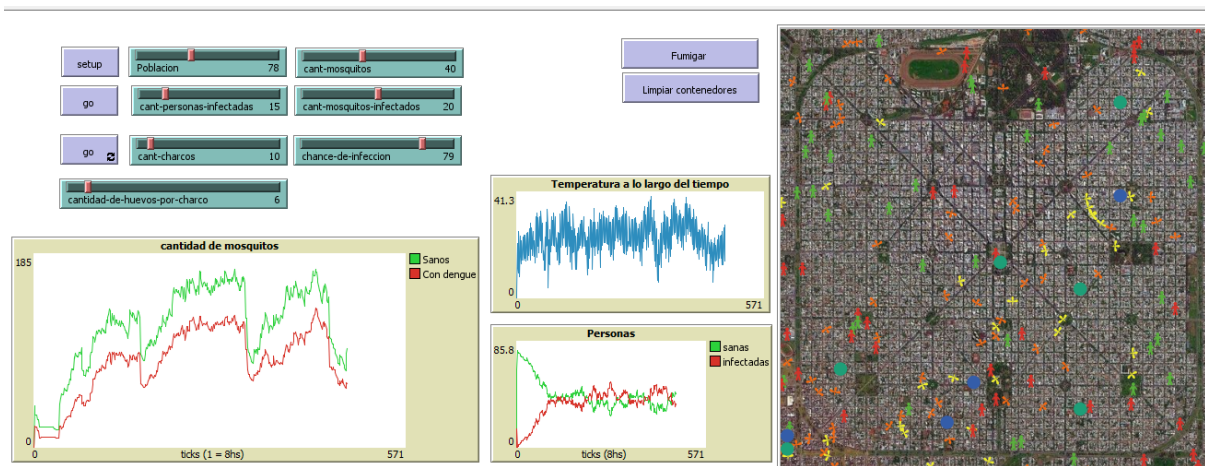 setup
Poblacion 78
cant-mosquitos 40
go
cant-personas-infectadas 15
cant-mosquitos-infectados 20
go
cant-charcos 10
chance-de-infeccion 79
cantidad-de-huevos-por-charco 6
Fumigar
Limpiar contenedores
cantidad de mosquitos
185
0
0
ticks (1 = 8hs)
571
Sanos
Con dengue
Temperatura a lo largo del tiempo
41.3
0
0
571
Personas
85.8
0
0
ticks (8hs)
571
sanas
infectadas